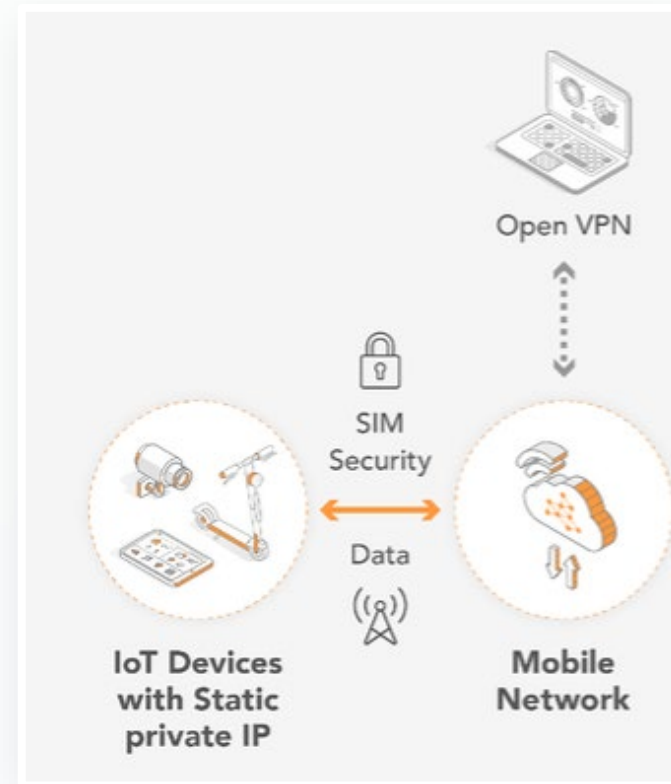 Open VPN
SIM
Security
Data
IoT Devices
with Static
private IP
Mobile
Network